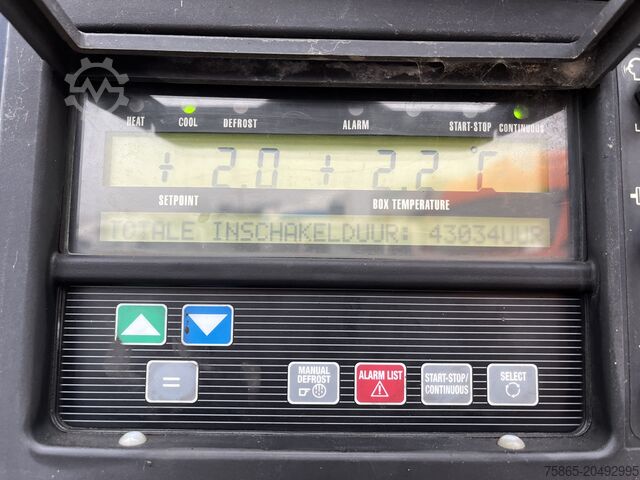 HEAT COOL DEFROST ALARM START-STOP CONTINUOUS
+ 2.0 + 2.2 °C
SETPOINT BOX TEMPERATURE
TOTALE INSCHAKELDUUR: 43034UUR
MANUAL DEFROST
ALARM LIST
START-STOP/ CONTINUOUS
SELECT
=
75865-20492995